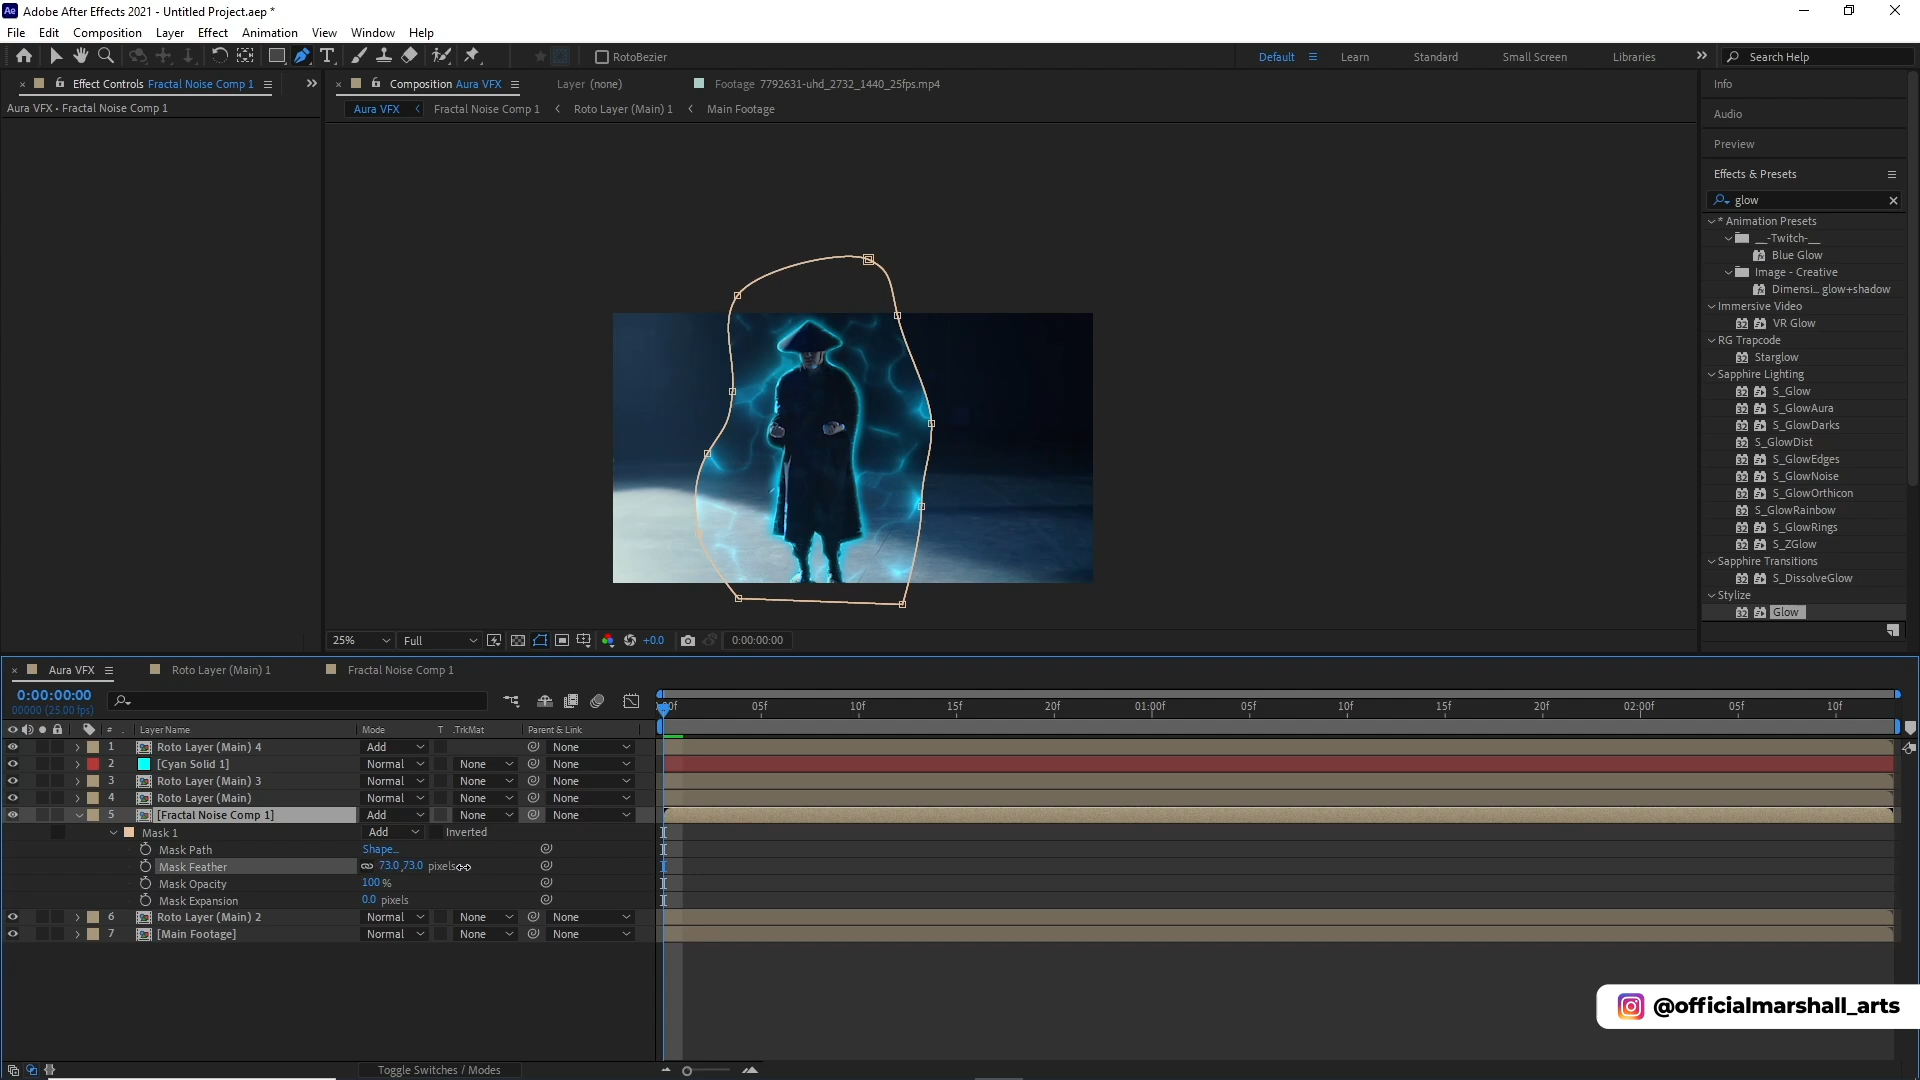 Adobe After Effects 2021 - Untitled Project.aep *
File Edit Composition Layer Effect Animation View Window Help
RotoBezier
Default Learn Standard Small Screen Libraries Search Help
Effect Controls Fractal Noise Comp 1
Composition Aura VFX Layer (none) Footage 7792631-uhd_2732_1440_25fps.mp4
Aura VFX • Fractal Noise Comp 1
Aura VFX Fractal Noise Comp 1 Roto Layer (Main) 1 Main Footage
Info
Audio
Preview
Effects & Presets
glow
* Animation Presets
__-Twitch-__
Blue Glow
Image - Creative
Dimensi... glow+shadow
Immersive Video
VR Glow
RG Trapcode
Starglow
Sapphire Lighting
S_Glow
S_GlowAura
S_GlowDarks
S_GlowDist
S_GlowEdges
S_GlowNoise
S_GlowOrthicon
S_GlowRainbow
S_GlowRings
S_ZGlow
Sapphire Transitions
S_DissolveGlow
Stylize
Glow
25% Full +0.0 0:00:00:00
Aura VFX Roto Layer (Main) 1 Fractal Noise Comp 1
0:00:00:00
00000 (25.00 fps)
05f 10f 15f 20f 01:00f 05f 10f 15f 20f 02:00f 05f 10f
# Layer Name Mode T .TrkMat Parent & Link
1 Roto Layer (Main) 4 Add None
2 [Cyan Solid 1] Normal None None
3 Roto Layer (Main) 3 Normal None None
4 Roto Layer (Main) Normal None None
5 [Fractal Noise Comp 1] Add None None
Mask 1 Add Inverted
Mask Path Shape...
Mask Feather 73.0,73.0 pixels
Mask Opacity 100 %
Mask Expansion 0.0 pixels
6 Roto Layer (Main) 2 Normal None None
7 [Main Footage] Normal None None
@officialmarshall_arts
Toggle Switches / Modes